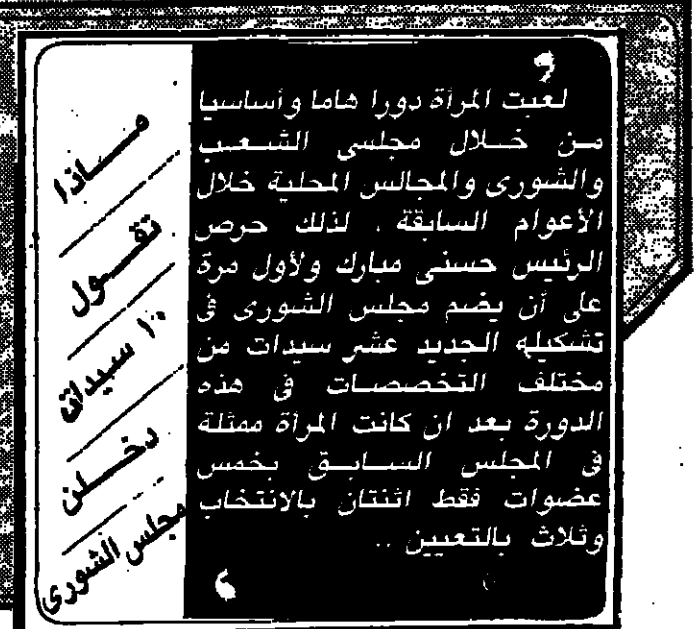 ماذا
تقول
١٠ سيدات
دخلن
مجلس الشورى
لعبت المرأة دورا هاما وأساسيا
من خلال مجلسى الشعب
والشورى والمجالس المحلية خلال
الأعوام السابقة . لذلك حرص
الرئيس حسنى مبارك ولأول مرة
على أن يضم مجلس الشورى فى
تشكيله الجديد عشر سيدات من
مختلف التخصصات فى هذه
الدورة بعد ان كانت المرأة ممثلة
فى المجلس السابق بخمس
عضوات فقط اثنتان بالانتخاب
وثلاث بالتعيين ..